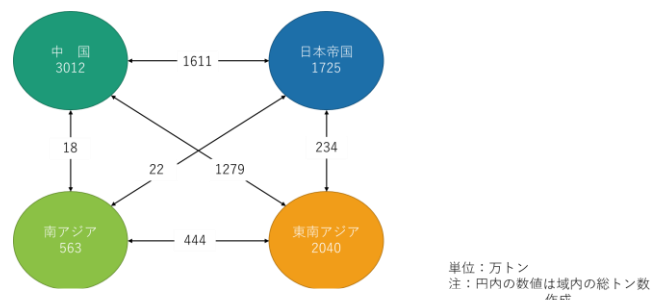 中　国
3012
1611
日本帝国
1725
18
22
1279
234
南アジア
563
444
東南アジア
2040
単位：万トン
注：円内の数値は域内の総トン数
作成